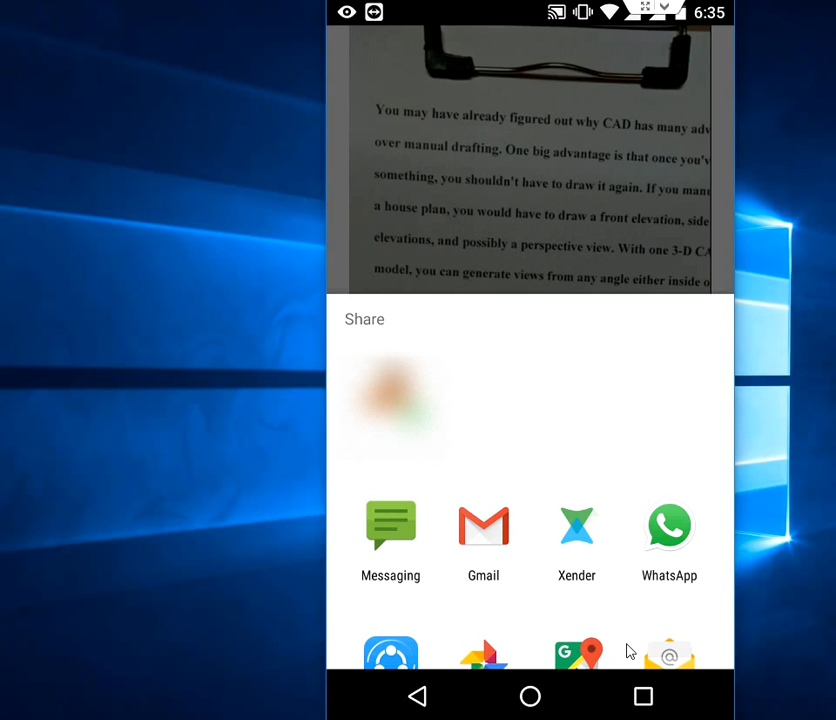 6:35
You may have already figured out why CAD has many adv
over manual drafting. One big advantage is that once you'v
something, you shouldn't have to draw it again. If you
a house plan, you would have to draw a front elevation, side
elevations, and possibly a perspective view. With one 3-D CA
model, you can generate views from any angle either inside o
Share
Messaging Gmail Xender WhatsApp
G
@